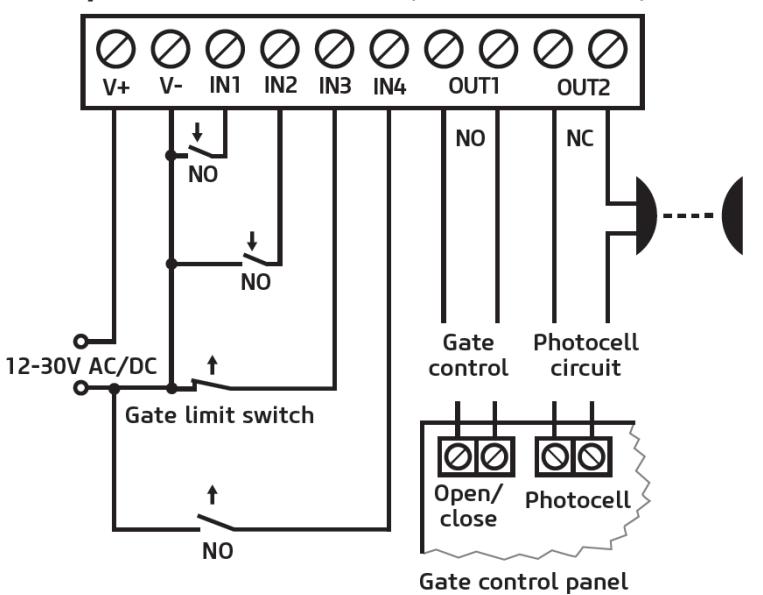 V+ V- IN1 IN2 IN3 IN4 OUT1 OUT2
NO NC
NO
NO
12-30V AC/DC
Gate limit switch
NO
Gate
control
Photocell
circuit
Open/
close
Photocell
Gate control panel